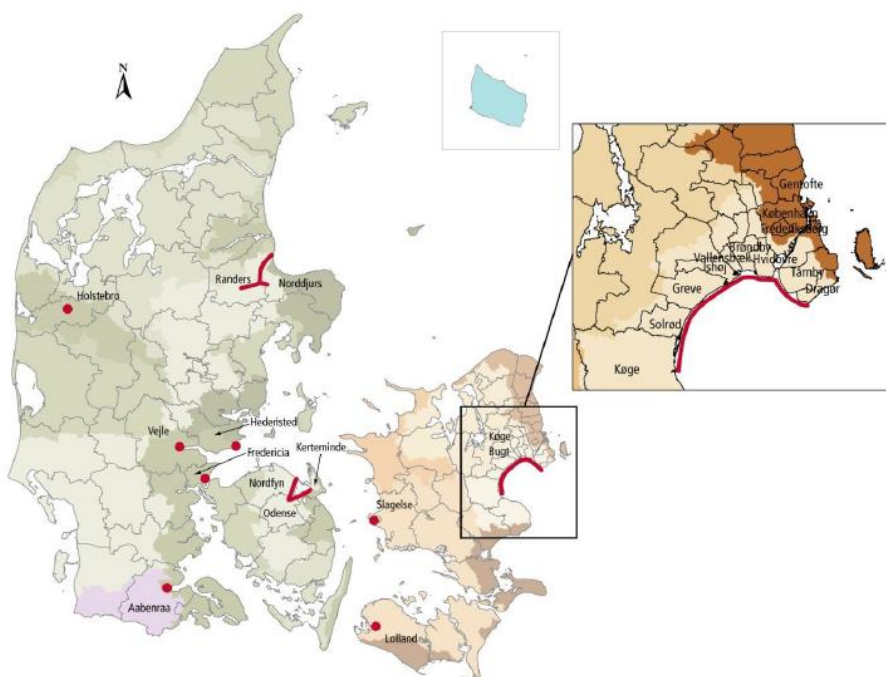 N
Randers
Norddjurs
Holstebro
Hedensted
Vejle
Fredericia
Kerteminde
Nordfyn
Odense
Aabenraa
Køge
Bugt
Slagelse
Lolland
Gentofte
København
Frederiksberg
Brøndby
Vallensbæk
Hvidovre
Ishøj
Tårnby
Dragør
Greve
Solrød
Køge